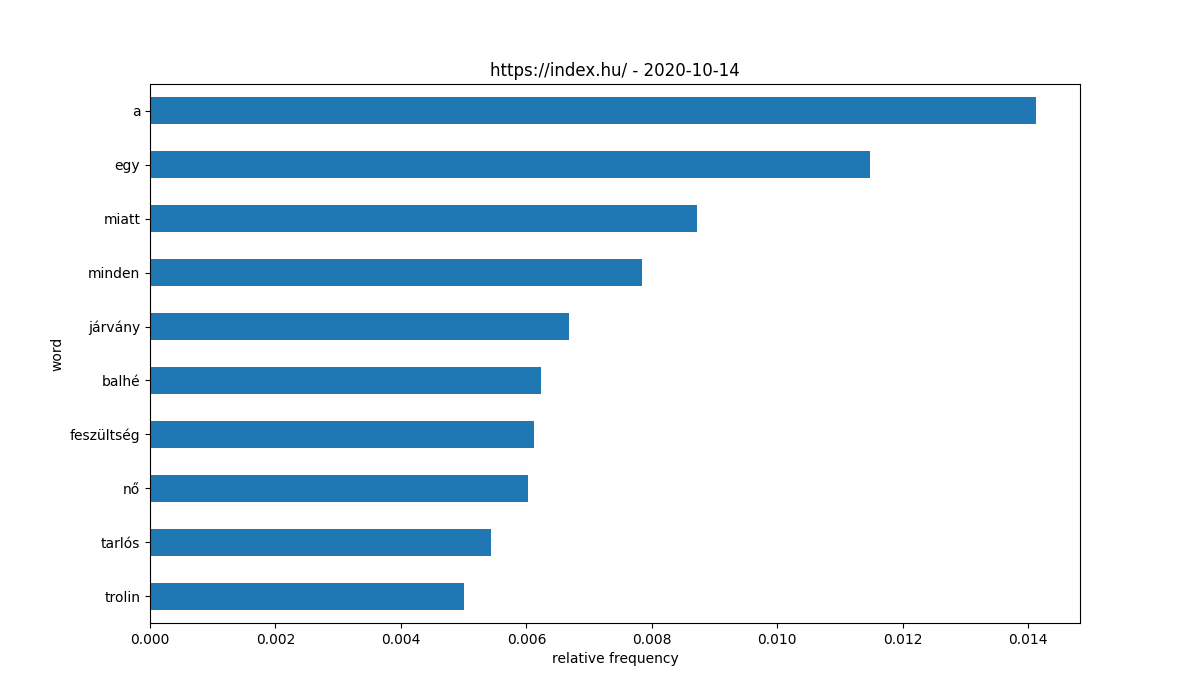 https://index.hu/ - 2020-10-14
a
egy
miatt
minden
járvány
balhé
feszültség
nő
tarlós
trolin
word
0.000 0.002 0.004 0.006 0.008 0.010 0.012 0.014
relative frequency